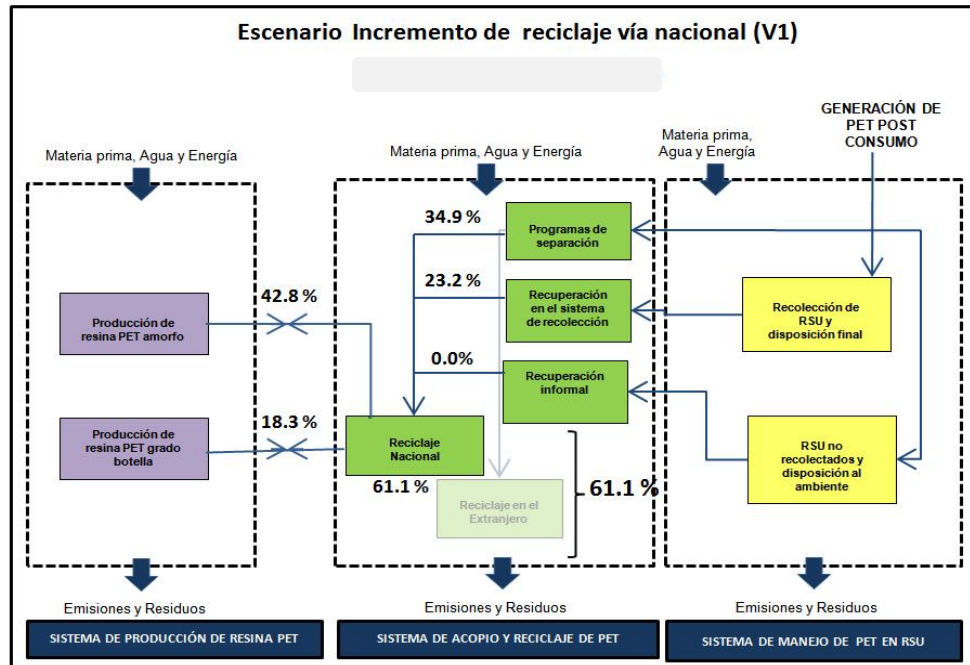 Escenario Incremento de reciclaje vía nacional (V1)
GENERACIÓN DE
PET POST
CONSUMO
Materia prima, Agua y Energía
Materia prima, Agua y Energía
Materia prima,
Agua y Energía
34.9 %
Programas de
separación
23.2 %
Recuperación
en el sistema
de recolección
Recolección de
RSU y
disposición final
42.8 %
Producción de
resina PET amorfo
0.0%
Recuperación
informal
18.3 %
Producción de
resina PET grado
botella
Reciclaje
Nacional
61.1 %
Reciclaje en el
Extranjero
61.1 %
RSU no
recolectados y
disposición al
ambiente
Emisiones y Residuos
Emisiones y Residuos
Emisiones y Residuos
SISTEMA DE PRODUCCIÓN DE RESINA PET
SISTEMA DE ACOPIO Y RECICLAJE DE PET
SISTEMA DE MANEJO DE PET EN RSU